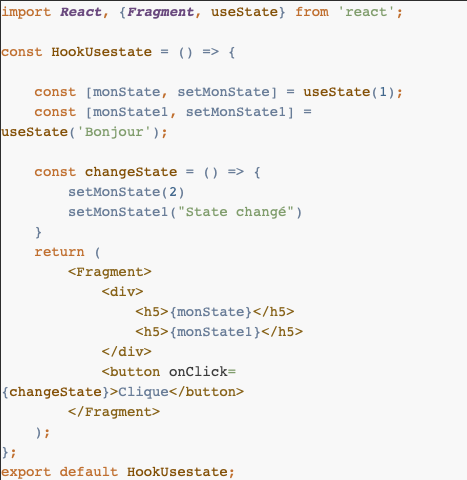 import React, {Fragment, useState} from 'react';
const HookUsestate = () => {
const [monState, setMonState] = useState(1);
const [monState1, setMonState1] =
useState('Bonjour');
const changeState = () => {
setMonState(2)
setMonState1("State changé")
}
return (
<Fragment>
<div>
<h5>{monState}</h5>
<h5>{monState1}</h5>
</div>
<button onClick=
{changeState}>Clique</button>
</Fragment>
);
};
export default HookUsestate;